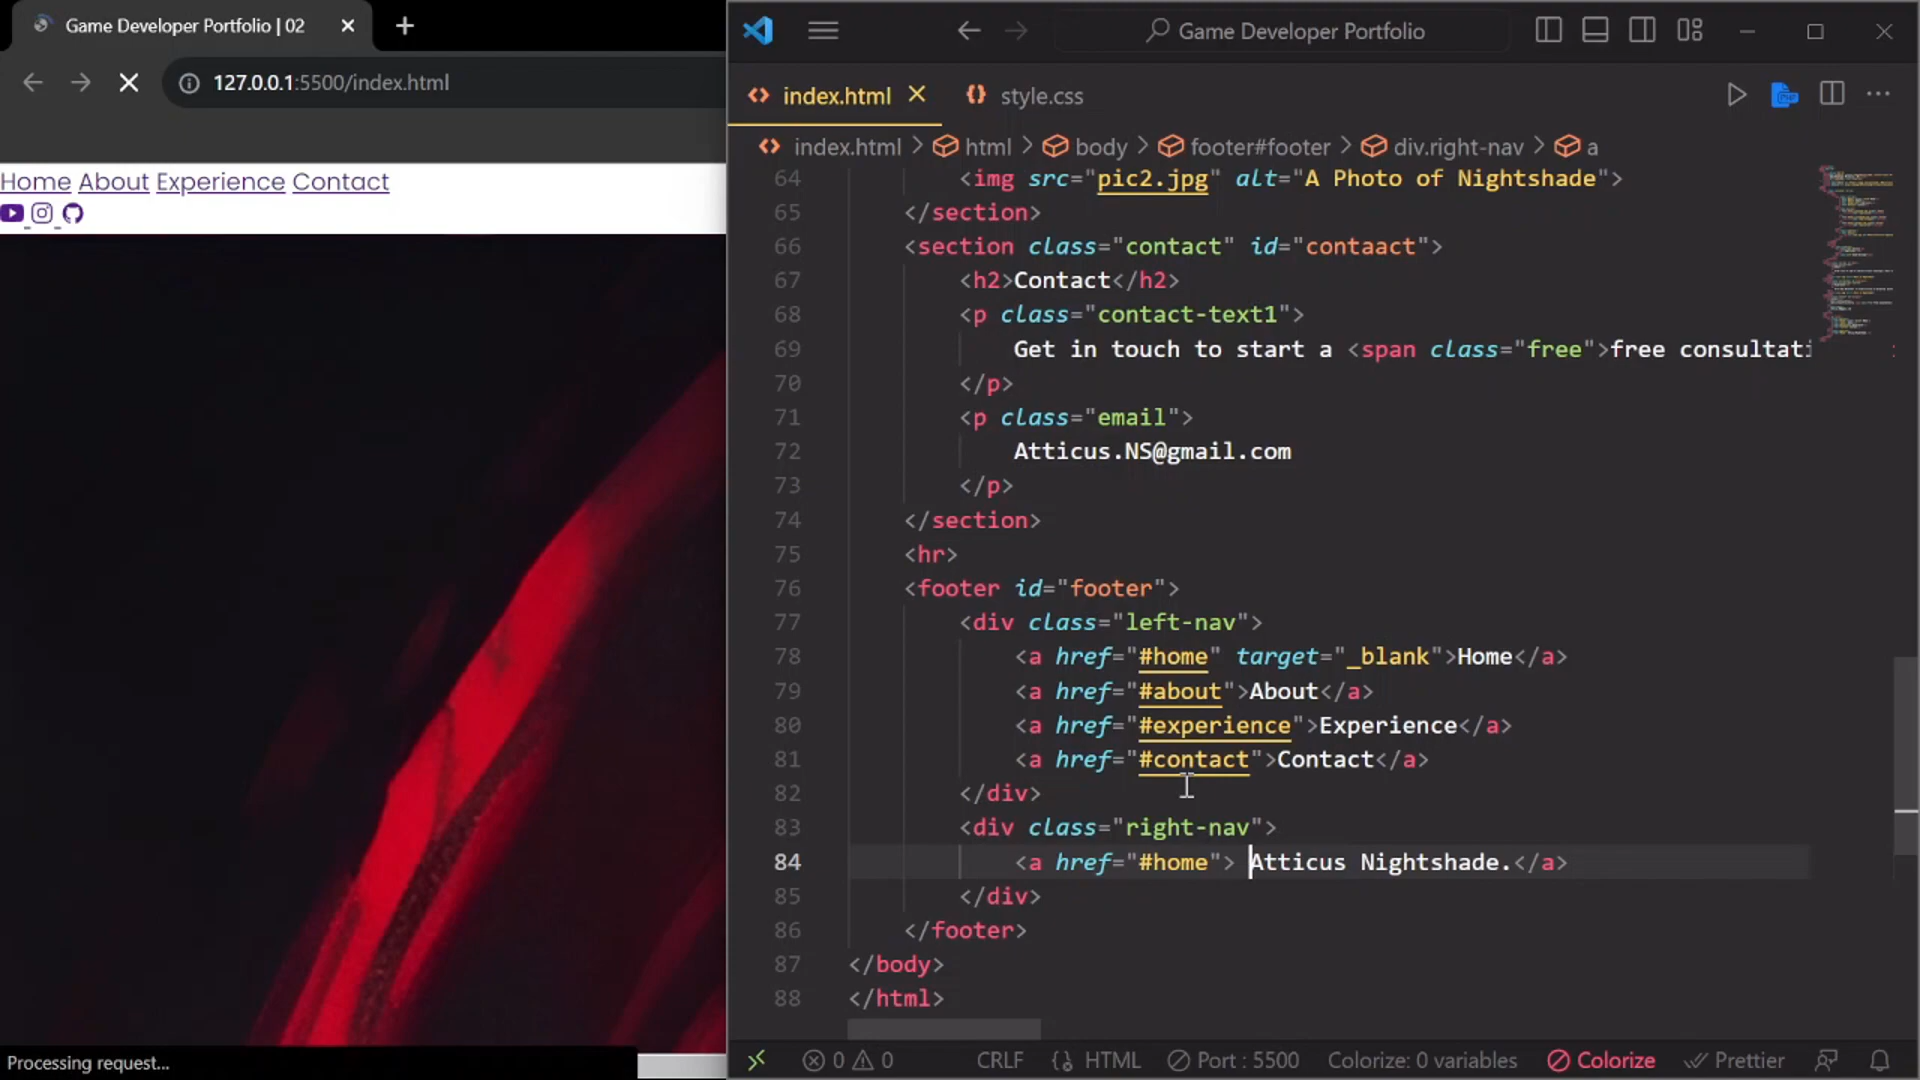 Game Developer Portfolio | 02
127.0.0.1:5500/index.html
Home About Experience Contact
Processing request...
Game Developer Portfolio
index.html
style.css
index.html > html > body > footer#footer > div.right-nav > a
64 <img src="pic2.jpg" alt="A Photo of Nightshade">
65 </section>
66 <section class="contact" id="contaact">
67 <h2>Contact</h2>
68 <p class="contact-text1">
69 Get in touch to start a <span class="free">free consultati
70 </p>
71 <p class="email">
72 Atticus.NS@gmail.com
73 </p>
74 </section>
75 <hr>
76 <footer id="footer">
77 <div class="left-nav">
78 <a href="#home" target="_blank">Home</a>
79 <a href="#about">About</a>
80 <a href="#experience">Experience</a>
81 <a href="#contact">Contact</a>
82 </div>
83 <div class="right-nav">
84 <a href="#home"> Atticus Nightshade.</a>
85 </div>
86 </footer>
87 </body>
88 </html>
0 0 CRLF {} HTML Port : 5500 Colorize: 0 variables Colorize Prettier